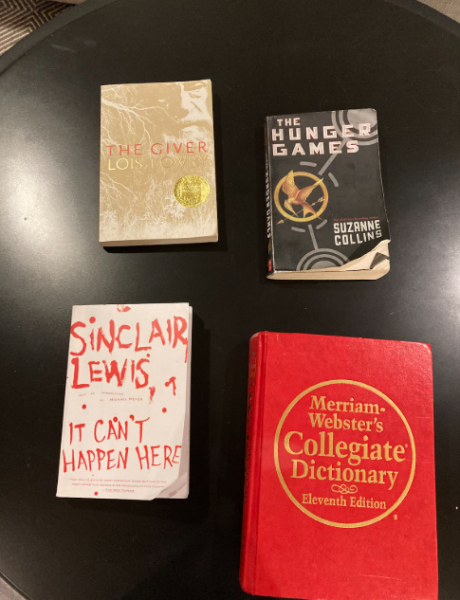 THE GIVER
LOIS LOWRY
THE
HUNGER
GAMES
SUZANNE
COLLINS
SINCLAIR
LEWIS
IT CAN'T
HAPPEN HERE
Merriam-
Webster's
Collegiate®
Dictionary
Eleventh Edition